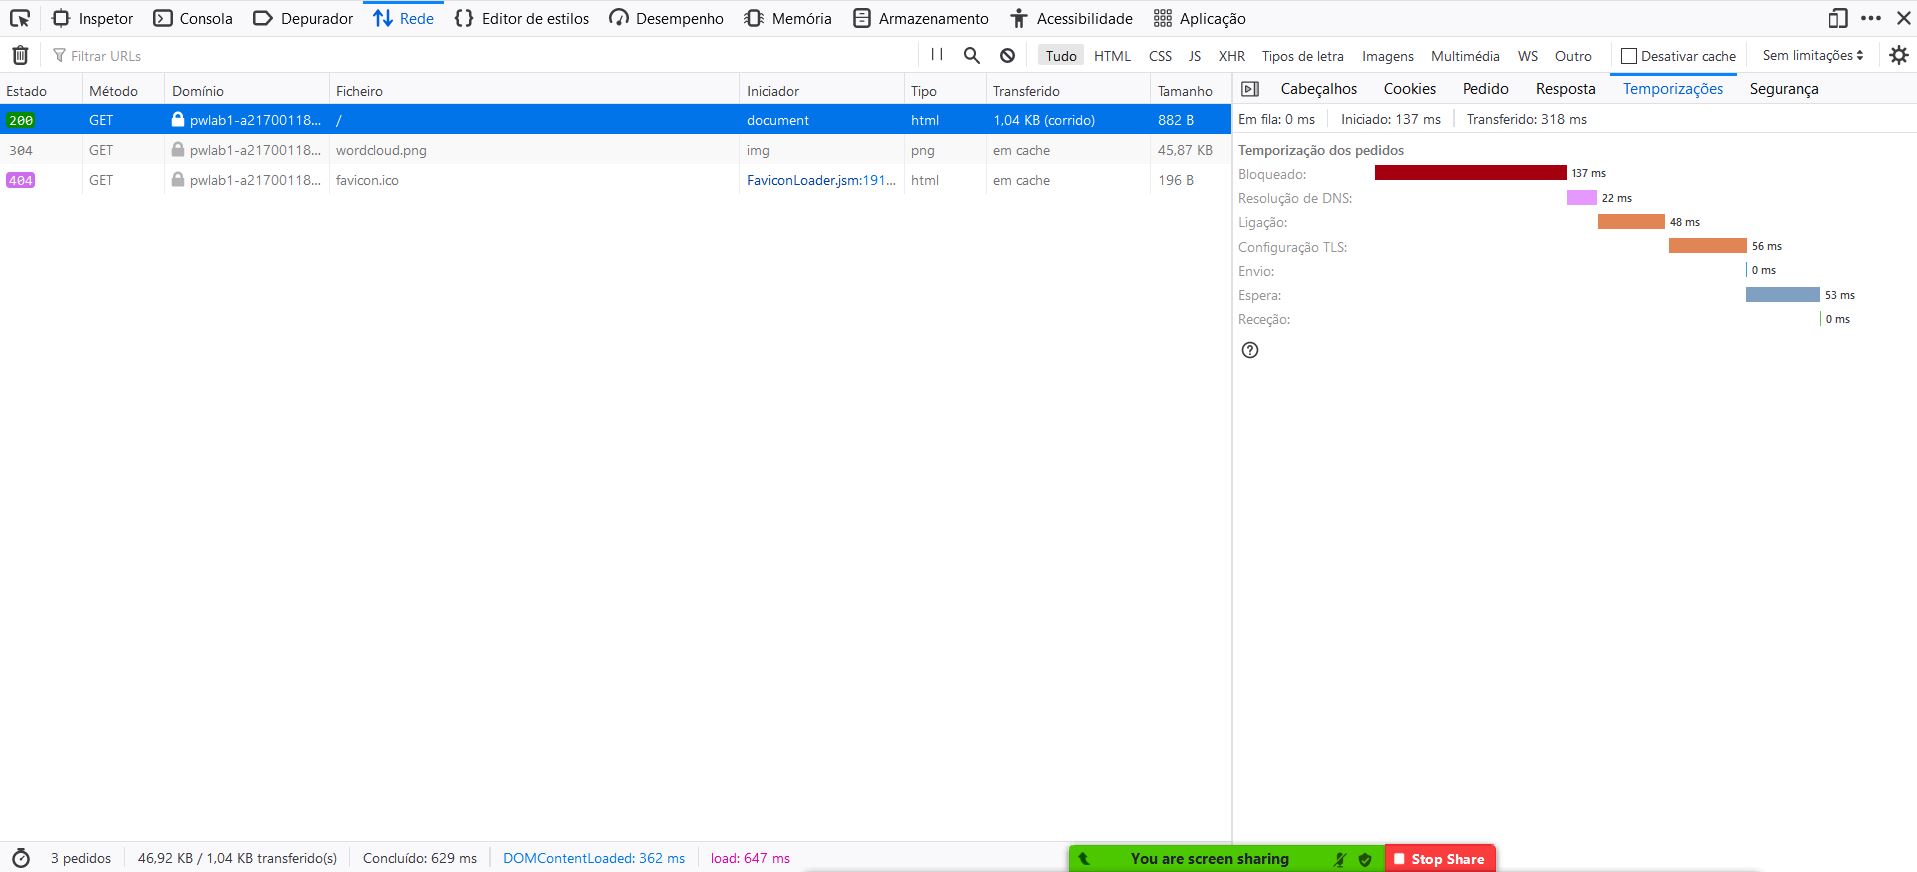 Inspetor Consola Depurador Rede Editor de estilos Desempenho Memória Armazenamento Acessibilidade Aplicação
Filtrar URLs Tudo HTML CSS JS XHR Tipos de letra Imagens Multimédia WS Outro Desativar cache Sem limitações
Estado Método Domínio Ficheiro Iniciador Tipo Transferido Tamanho
200 GET pwlab1-a21700118... / document html 1,04 KB (corrido) 882 B
304 GET pwlab1-a21700118... wordcloud.png img png em cache 45,87 KB
404 GET pwlab1-a21700118... favicon.ico FaviconLoader.jsm:191... html em cache 196 B
Cabeçalhos Cookies Pedido Resposta Temporizações Segurança
Em fila: 0 ms Iniciado: 137 ms Transferido: 318 ms
Temporização dos pedidos
Bloqueado: 137 ms
Resolução de DNS: 22 ms
Ligação: 48 ms
Configuração TLS: 56 ms
Envio: 0 ms
Espera: 53 ms
Receção: 0 ms
3 pedidos 46,92 KB / 1,04 KB transferido(s) Concluído: 629 ms DOMContentLoaded: 362 ms load: 647 ms
You are screen sharing Stop Share